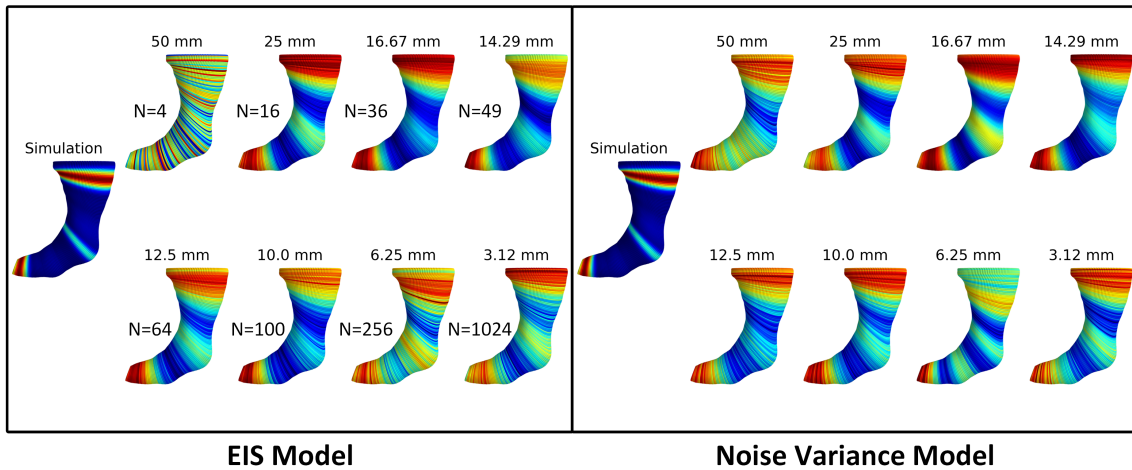 50 mm 25 mm 16.67 mm 14.29 mm
N=4 N=16 N=36 N=49
Simulation
12.5 mm 10.0 mm 6.25 mm 3.12 mm
N=64 N=100 N=256 N=1024
EIS Model
50 mm 25 mm 16.67 mm 14.29 mm
Simulation
12.5 mm 10.0 mm 6.25 mm 3.12 mm
Noise Variance Model